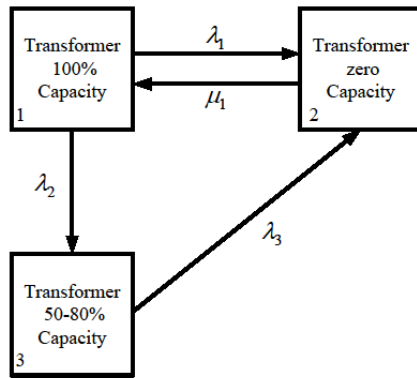 Transformer
100%
Capacity
1
λ₁
μ₁
Transformer
zero
Capacity
2
λ₂
λ₃
Transformer
50-80%
Capacity
3